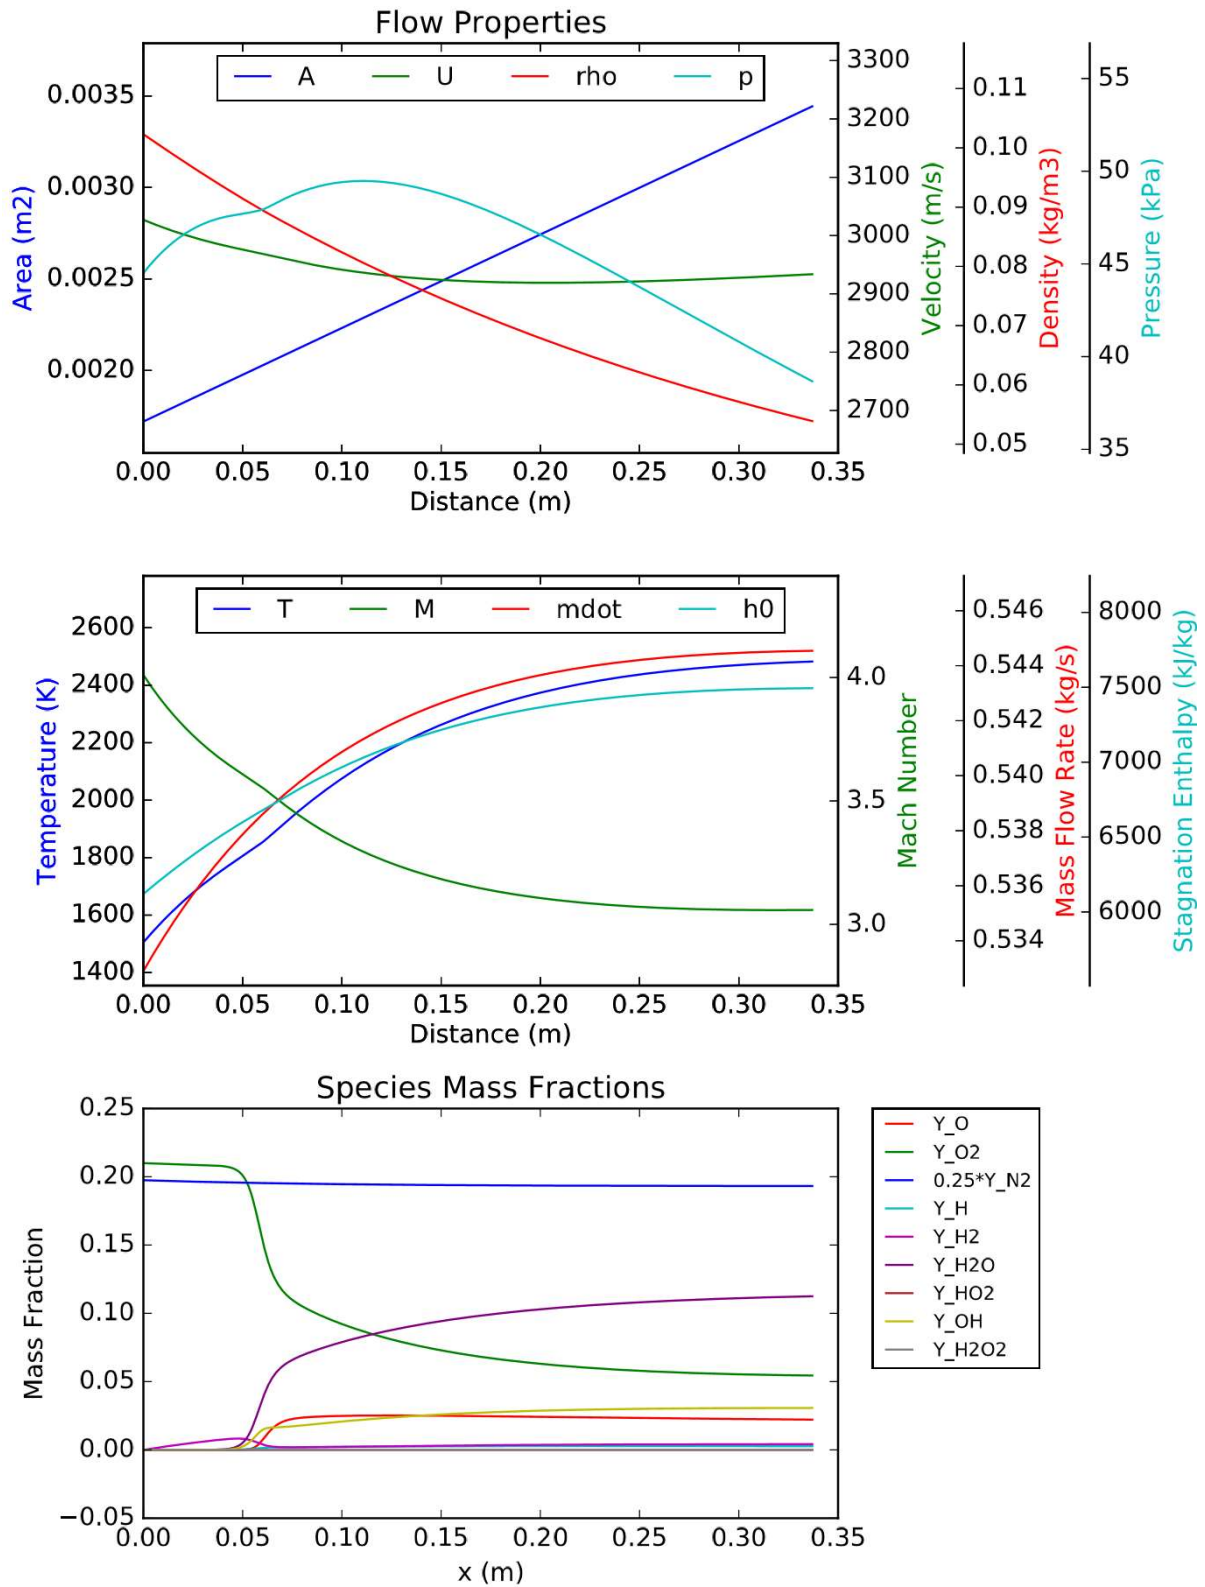 Flow Properties
A U rho p
0.0035
0.0030
0.0025
0.0020
Area (m2)
3300
3200
3100
3000
2900
2800
2700
Velocity (m/s)
0.11
0.10
0.09
0.08
0.07
0.06
0.05
Density (kg/m3)
55
50
45
40
35
Pressure (kPa)
0.00 0.05 0.10 0.15 0.20 0.25 0.30 0.35
Distance (m)
T M mdot h0
2600
2400
2200
2000
1800
1600
1400
Temperature (K)
4.0
3.5
3.0
Mach Number
0.546
0.544
0.542
0.540
0.538
0.536
0.534
Mass Flow Rate (kg/s)
8000
7500
7000
6500
6000
Stagnation Enthalpy (kJ/kg)
0.00 0.05 0.10 0.15 0.20 0.25 0.30 0.35
Distance (m)
Species Mass Fractions
0.25
0.20
0.15
0.10
0.05
0.00
−0.05
Mass Fraction
0.00 0.05 0.10 0.15 0.20 0.25 0.30 0.35
x (m)
Y_O
Y_O2
0.25*Y_N2
Y_H
Y_H2
Y_H2O
Y_HO2
Y_OH
Y_H2O2